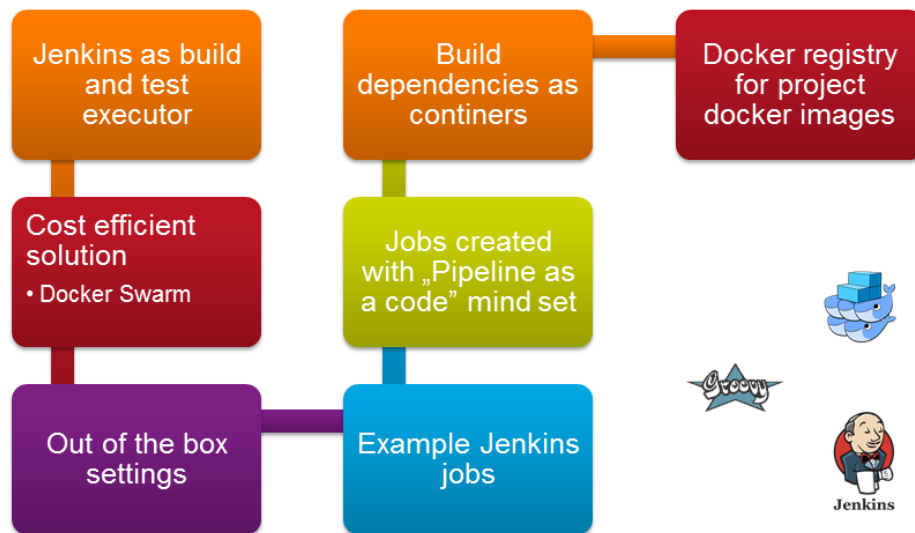 Jenkins as build
and test
executor
Cost efficient
solution
• Docker Swarm
Out of the box
settings
Example Jenkins
jobs
Jobs created
with „Pipeline as
a code” mind set
Build
dependencies as
continers
Docker registry
for project
docker images
Groovy
Jenkins